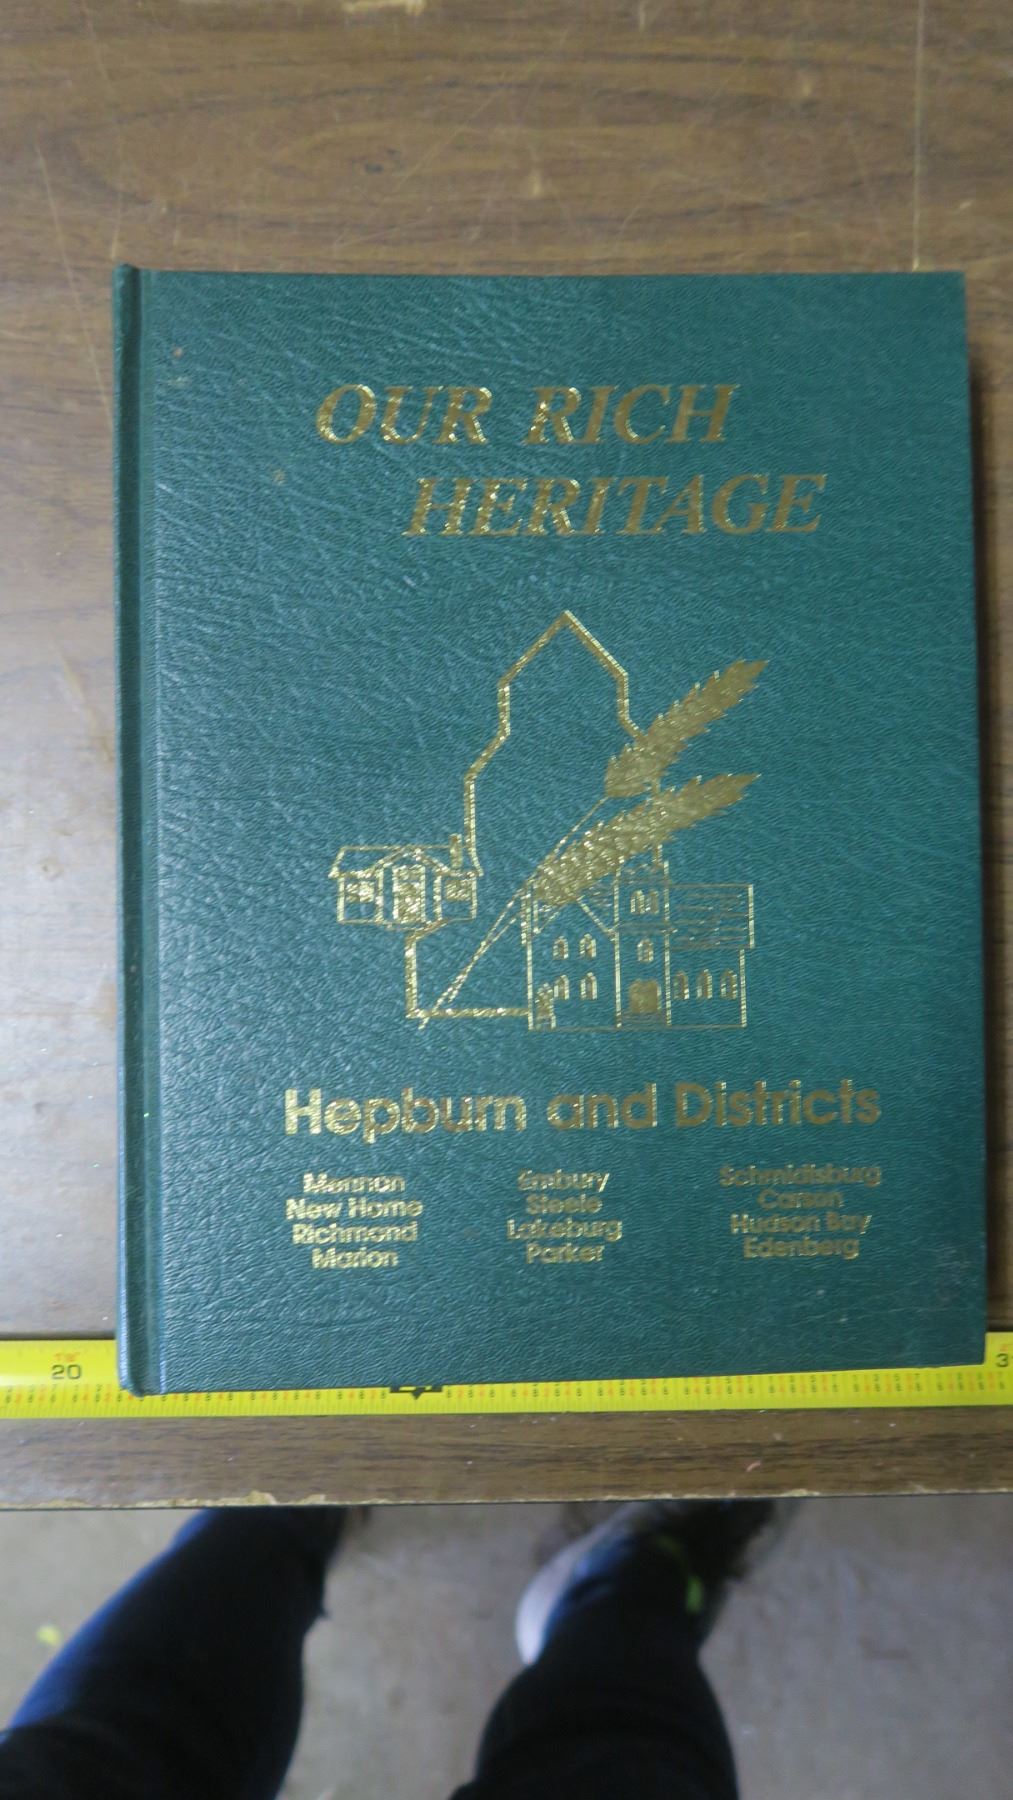 OUR RICH
HERITAGE
Hepburn and Districts
Mennon
New Home
Richmond
Marion
Embury
Steele
Lakeburg
Parker
Schmidtsburg
Carson
Hudson Bay
Edenberg
20